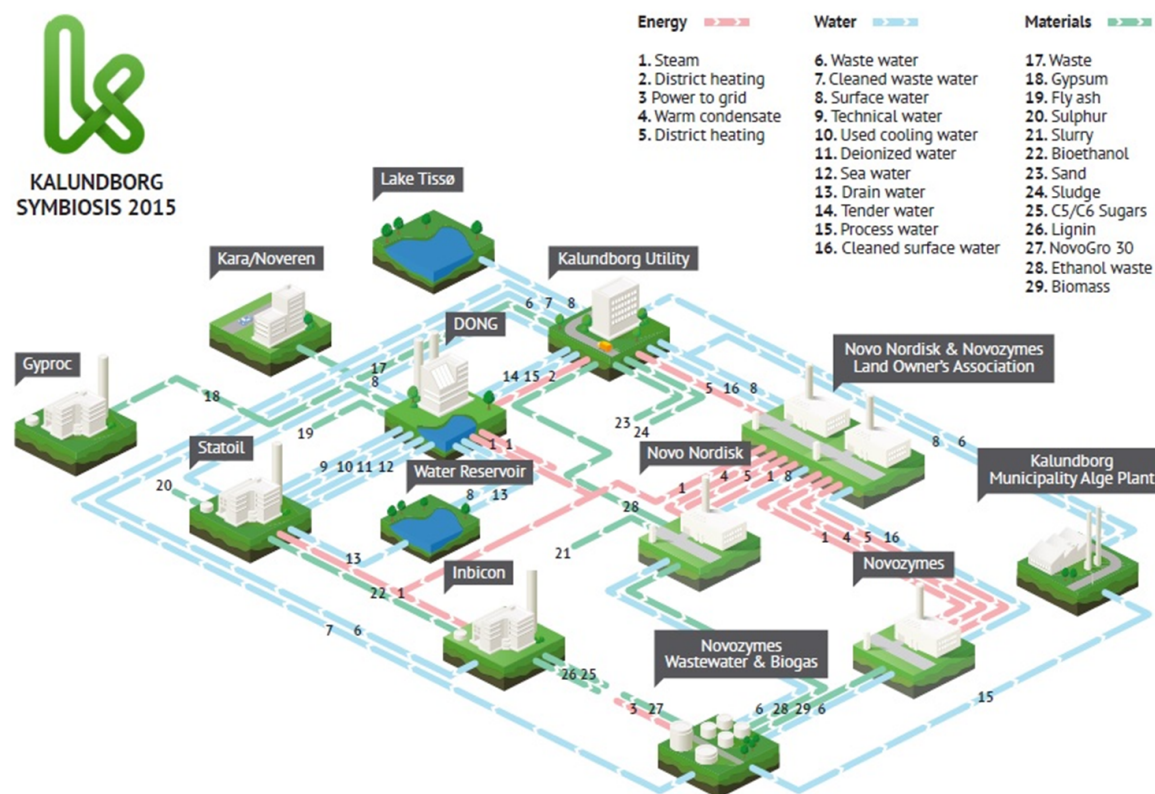 KALUNDBORG
SYMBIOSIS 2015
Energy
1. Steam
2. District heating
3 Power to grid
4. Warm condensate
5. District heating
Water
6. Waste water
7. Cleaned waste water
8. Surface water
9. Technical water
10. Used cooling water
11. Deionized water
12. Sea water
13. Drain water
14. Tender water
15. Process water
16. Cleaned surface water
Materials
17. Waste
18. Gypsum
19. Fly ash
20. Sulphur
21. Slurry
22. Bioethanol
23. Sand
24. Sludge
25. C5/C6 Sugars
26. Lignin
27. NovoGro 30
28. Ethanol waste
29. Biomass
Lake Tissø
Kara/Noveren
Kalundborg Utility
6 7 8
DONG
Gyproc
Novo Nordisk & Novozymes
Land Owner's Association
17
8
14 15 2
5 16 8
18
19
23
24
1 1
Statoil
9 10 11 12
Water Reservoir
Novo Nordisk
8 6
Kalundborg
Municipality Alge Plant
20
8 13
1 4 5 1 8
28
21
1 4 5 16
13
Inbicon
Novozymes
22 1
7 6
Novozymes
Wastewater & Biogas
26 25
15
3 27
6 28 29 6